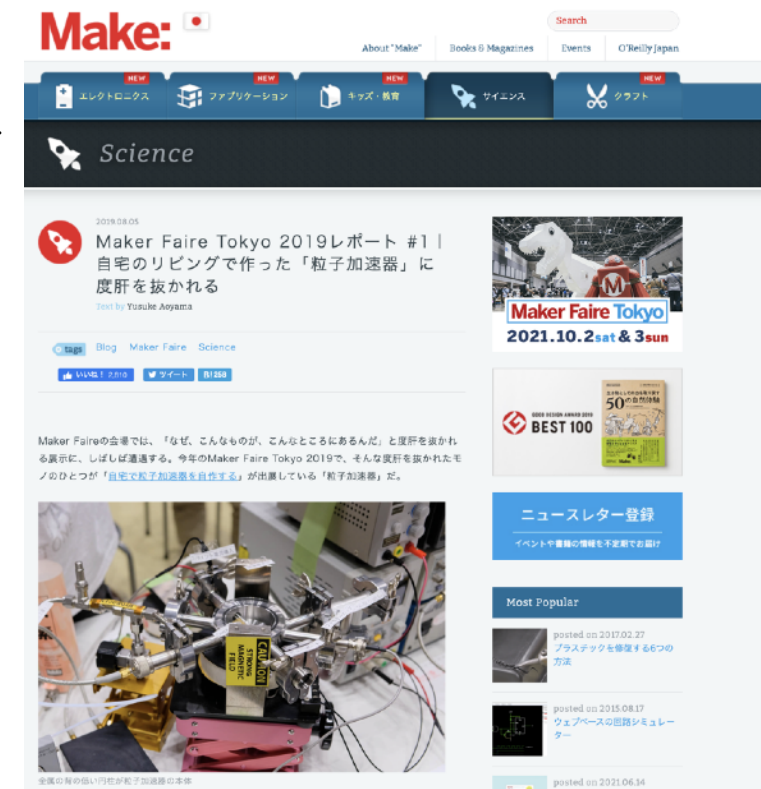 Make:
Search
About "Make"
Books & Magazines
Events
O'Reilly Japan
NEW
エレクトロニクス
NEW
ファブリケーション
NEW
キッズ・教育
サイエンス
NEW
クラフト
Science
2019.08.05
Maker Faire Tokyo 2019レポート #1｜
自宅のリビングで作った「粒子加速器」に
度肝を抜かれる
Text by Yusuke Aoyama
tags Blog Maker Faire Science
いいね！ 2,010 ツイート B!250
Maker Faireの会場では、「なぜ、こんなものが、こんなところにあるんだ」と度肝を抜かれ
る展示に、しばしば遭遇する。今年のMaker Faire Tokyo 2019で、そんな度肝を抜かれたモ
ノのひとつが「自宅で粒子加速器を自作する」が出展している「粒子加速器」だ。
CAUTION
STRONG
MAGNETIC
FIELD
金属の背の低い円柱が粒子加速器の本体
M
Maker Faire Tokyo
2021.10.2sat & 3sun
GOOD DESIGN AWARD 2019
BEST 100
50の自然体験
ニュースレター登録
イベントや書籍の情報を不定期でお届け
Most Popular
posted on 2017.02.27
プラスチックを修復する6つの
方法
posted on 2015.08.17
ウェブベースの回路シミュレー
ター
posted on 2021.06.14